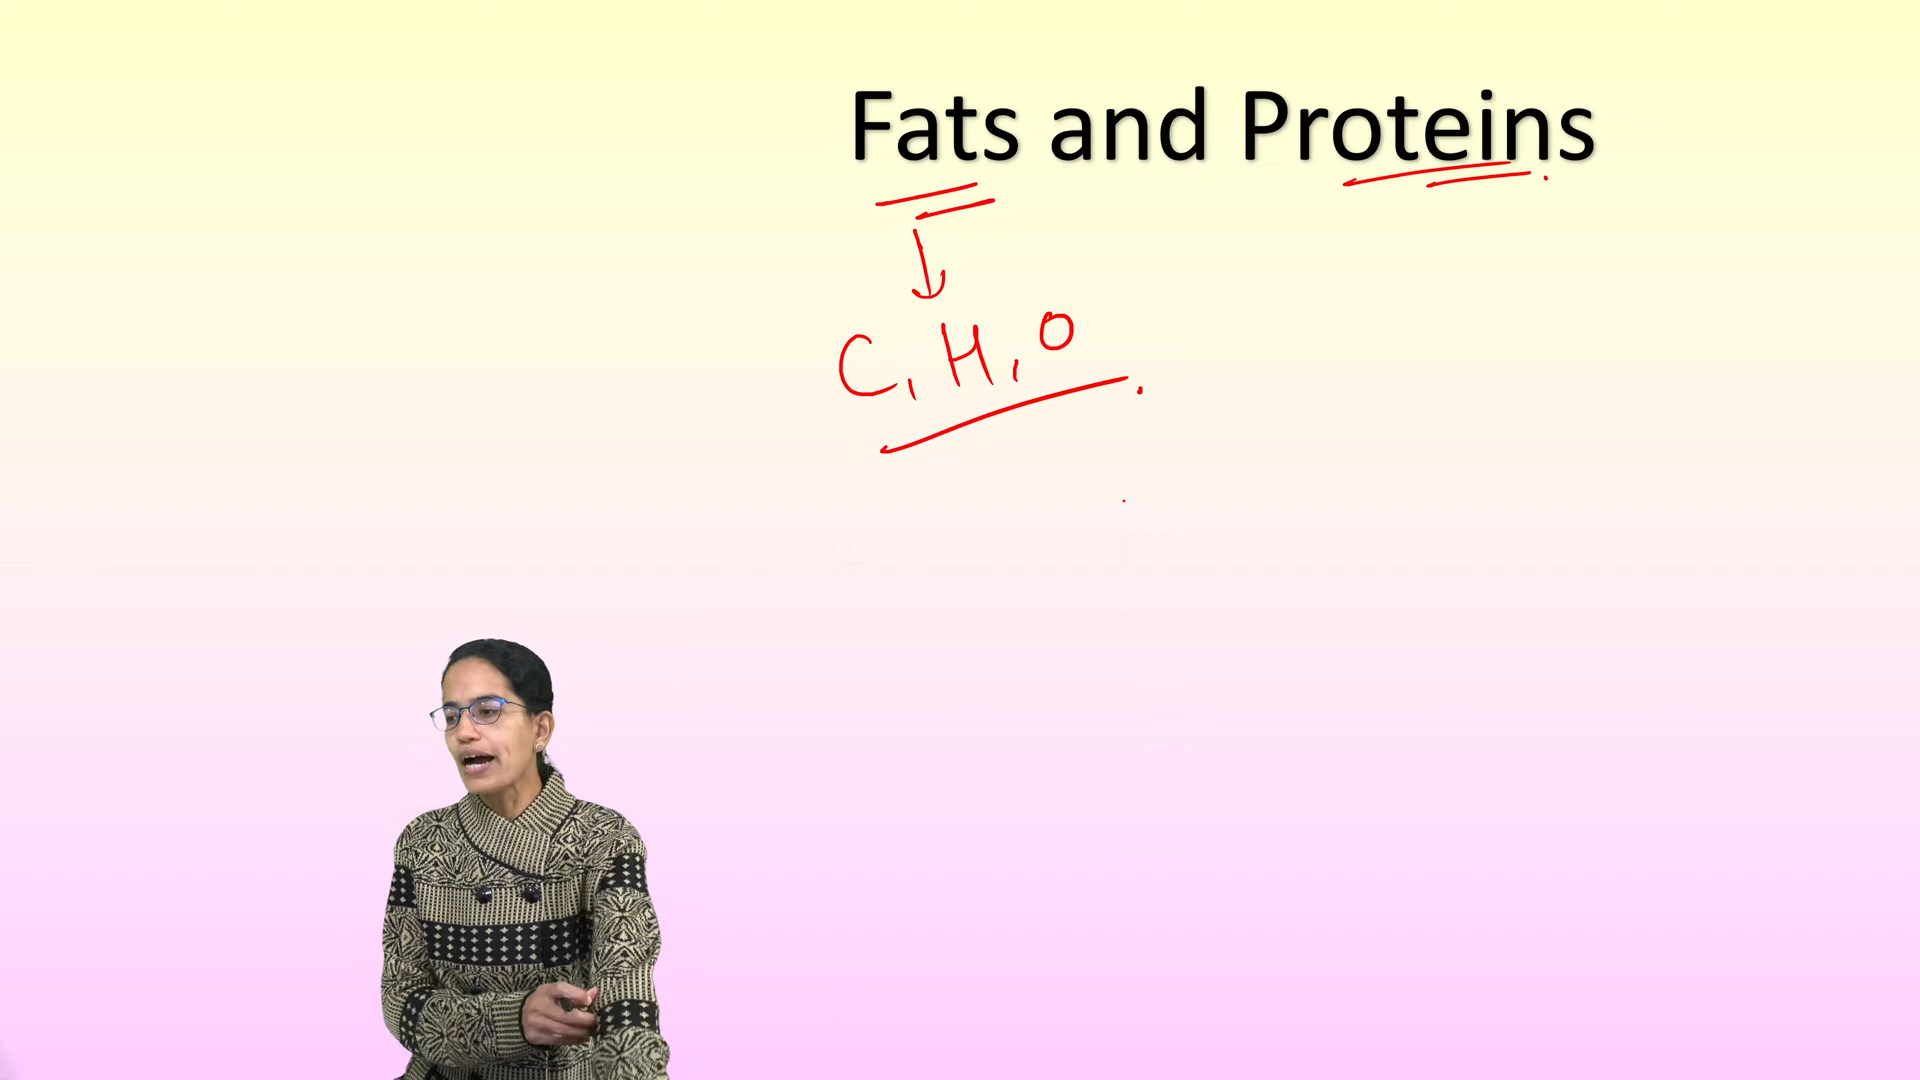 Fats and Proteins
C, H, O